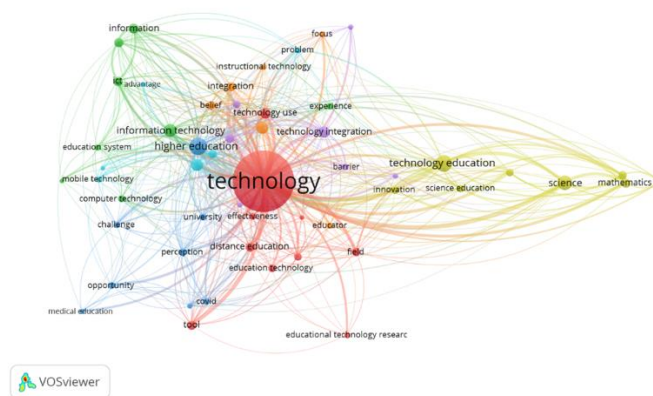 information
focus
problem
instructional technology
ict
advantage
integration
belief
technology use
experience
information technology
technology integration
education system
higher education
barrier
technology education
mobile technology
technology
innovation
science education
science
mathematics
computer technology
challenge
university
effectiveness
educator
perception
distance education
field
education technology
opportunity
covid
medical education
tool
educational technology researc
VOSviewer